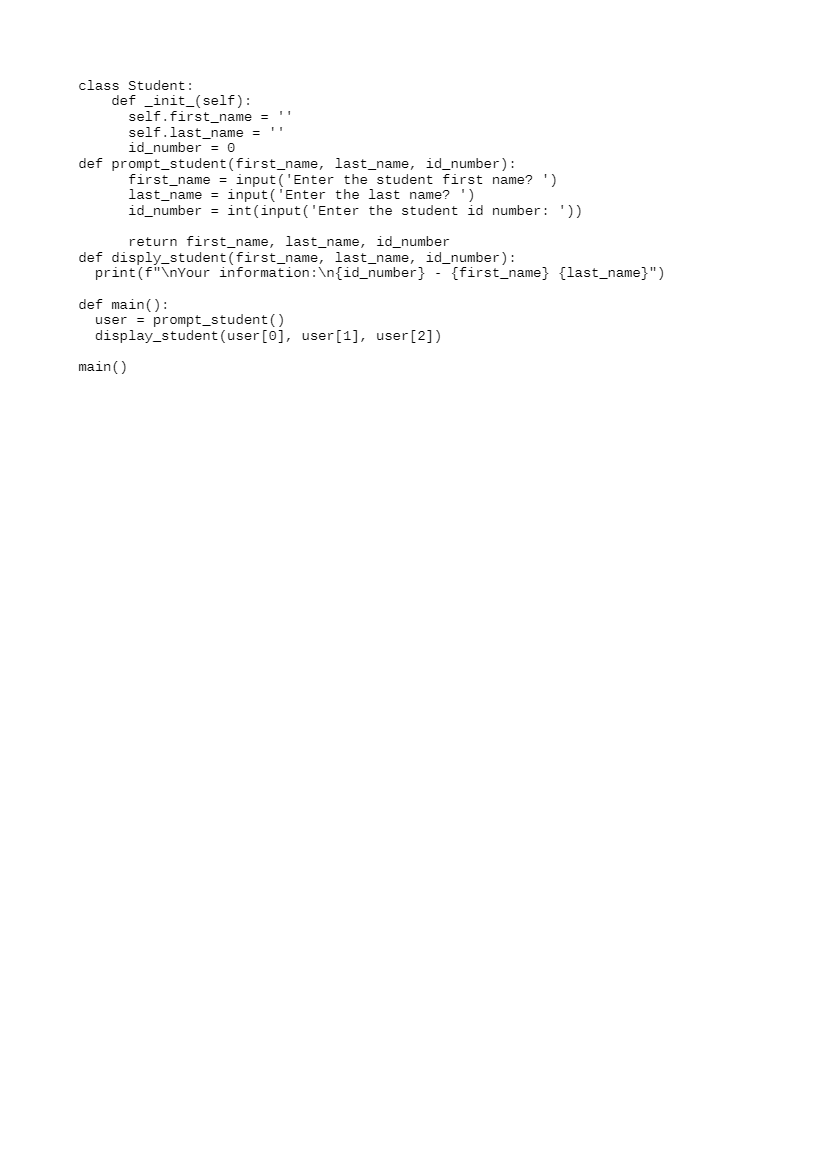 class Student:
    def _init_(self):
      self.first_name = ''
      self.last_name = ''
      id_number = 0
def prompt_student(first_name, last_name, id_number):
      first_name = input('Enter the student first name? ')
      last_name = input('Enter the last name? ')
      id_number = int(input('Enter the student id number: '))

      return first_name, last_name, id_number
def disply_student(first_name, last_name, id_number):
  print(f"\nYour information:\n{id_number} - {first_name} {last_name}")

def main():
  user = prompt_student()
  display_student(user[0], user[1], user[2])

main()